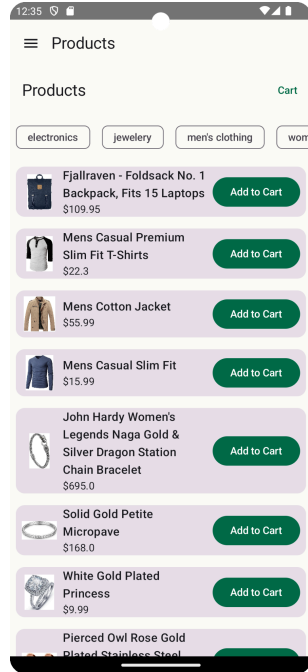 12:35
Products
Products
Cart
electronics
jewelery
men's clothing
wom
Fjallraven - Foldsack No. 1
Backpack, Fits 15 Laptops
$109.95
Add to Cart
Mens Casual Premium
Slim Fit T-Shirts
$22.3
Add to Cart
Mens Cotton Jacket
$55.99
Add to Cart
Mens Casual Slim Fit
$15.99
Add to Cart
John Hardy Women's
Legends Naga Gold &
Silver Dragon Station
Chain Bracelet
$695.0
Add to Cart
Solid Gold Petite
Micropave
$168.0
Add to Cart
White Gold Plated
Princess
$9.99
Add to Cart
Pierced Owl Rose Gold
Plated Stainless Steel